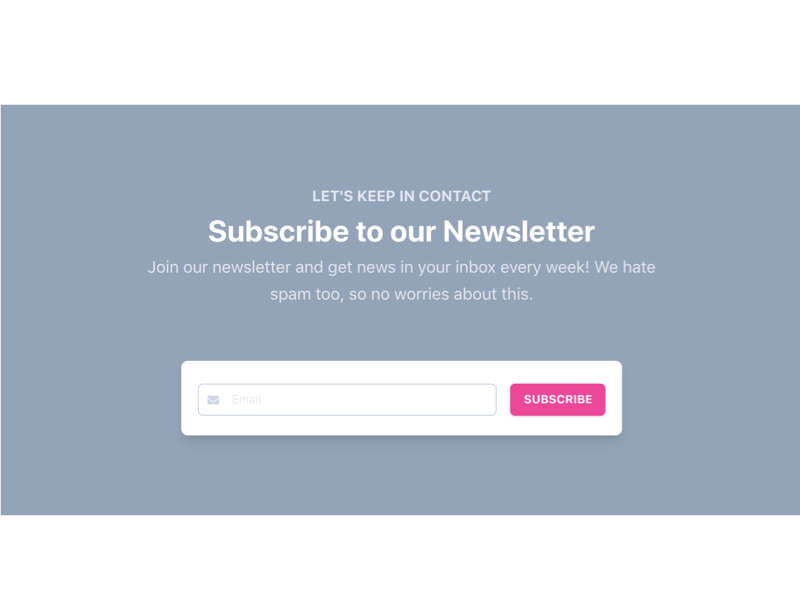 LET'S KEEP IN CONTACT
Subscribe to our Newsletter
Join our newsletter and get news in your inbox every week! We hate
spam too, so no worries about this.
Email
SUBSCRIBE